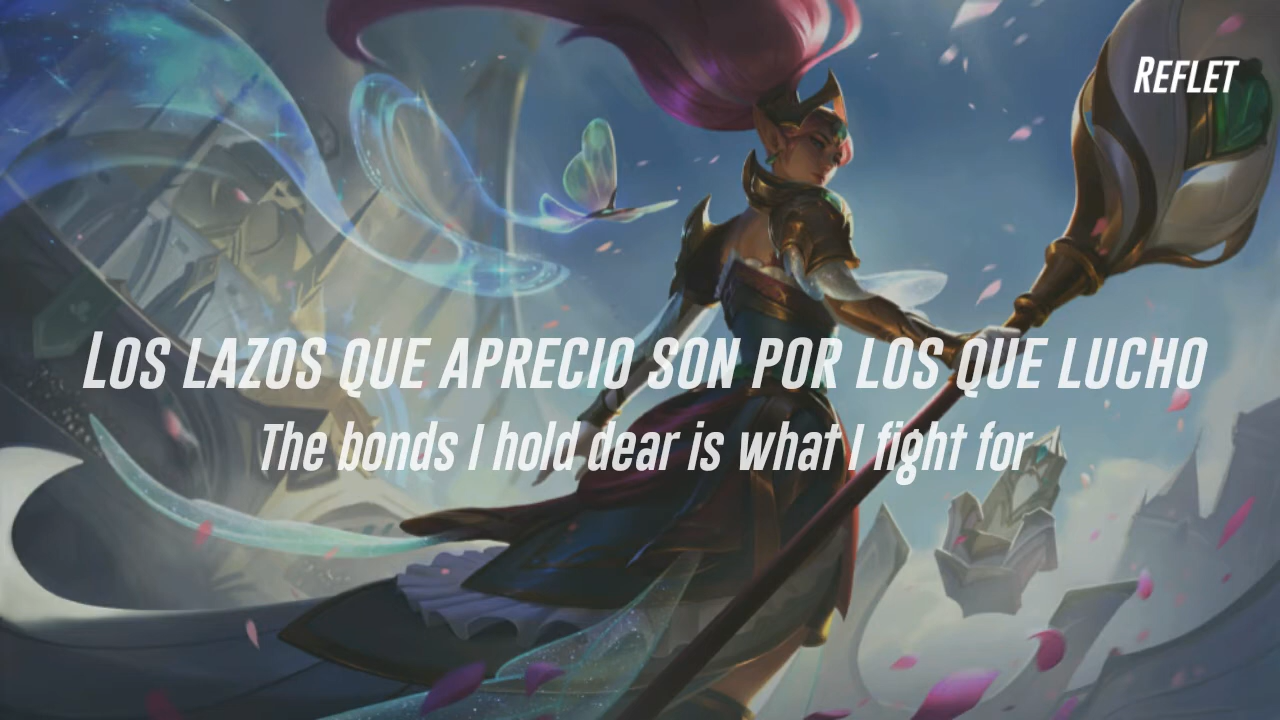 REFLET
LOS LAZOS QUE APRECIO SON POR LOS QUE LUCHO
The bonds I hold dear is what I fight for